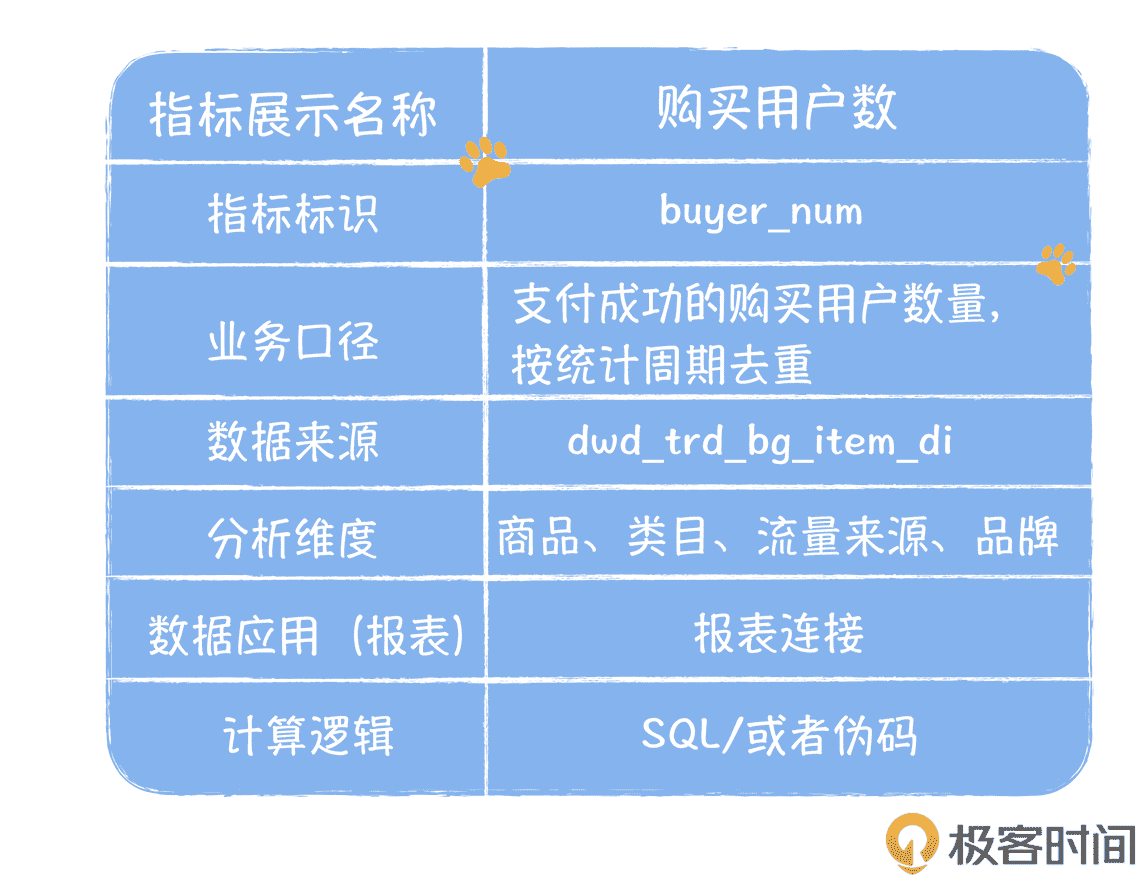 指标展示名称
购买用户数
指标标识
buyer_num
业务口径
支付成功的购买用户数量，
按统计周期去重
数据来源
dwd_trd_bg_item_di
分析维度
商品、类目、流量来源、品牌
数据应用（报表）
报表连接
计算逻辑
SQL/或者伪码
极客时间